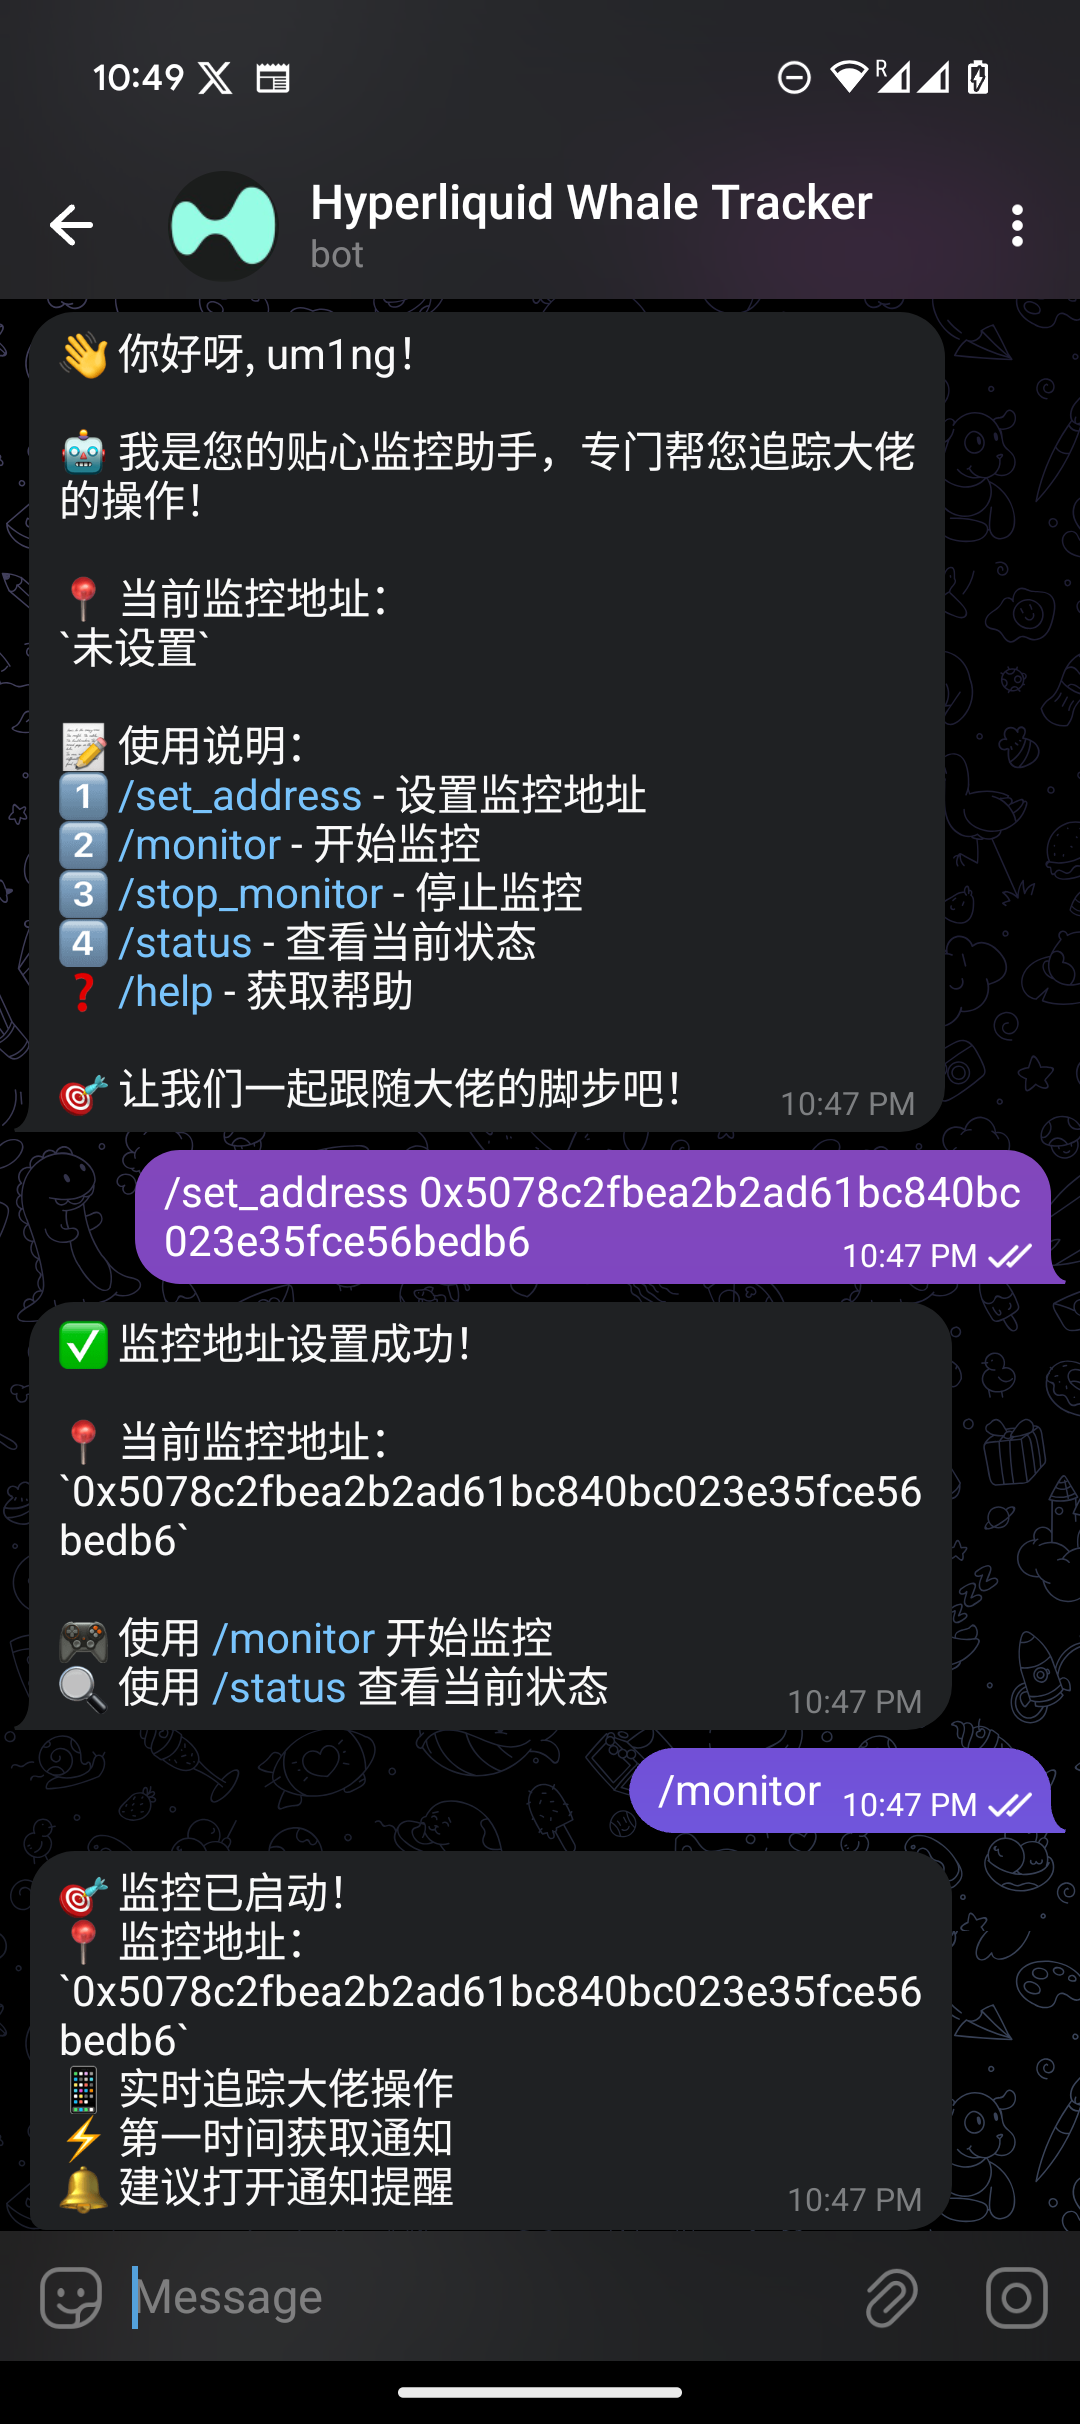 10:49
R
Hyperliquid Whale Tracker
bot
👋 你好呀, um1ng！
🤖 我是您的贴心监控助手，专门帮您追踪大佬
的操作！
📍 当前监控地址：
`未设置`
📝 使用说明：
1️⃣ /set_address - 设置监控地址
2️⃣ /monitor - 开始监控
3️⃣ /stop_monitor - 停止监控
4️⃣ /status - 查看当前状态
❓ /help - 获取帮助
🎯 让我们一起跟随大佬的脚步吧！
10:47 PM
/set_address 0x5078c2fbea2b2ad61bc840bc
023e35fce56bedb6
10:47 PM
✅ 监控地址设置成功！
📍 当前监控地址：
`0x5078c2fbea2b2ad61bc840bc023e35fce56
bedb6`
🎮 使用 /monitor 开始监控
🔍 使用 /status 查看当前状态
10:47 PM
/monitor 10:47 PM
🎯 监控已启动！
📍 监控地址：
`0x5078c2fbea2b2ad61bc840bc023e35fce56
bedb6`
📱 实时追踪大佬操作
⚡ 第一时间获取通知
🔔 建议打开通知提醒
10:47 PM
Message